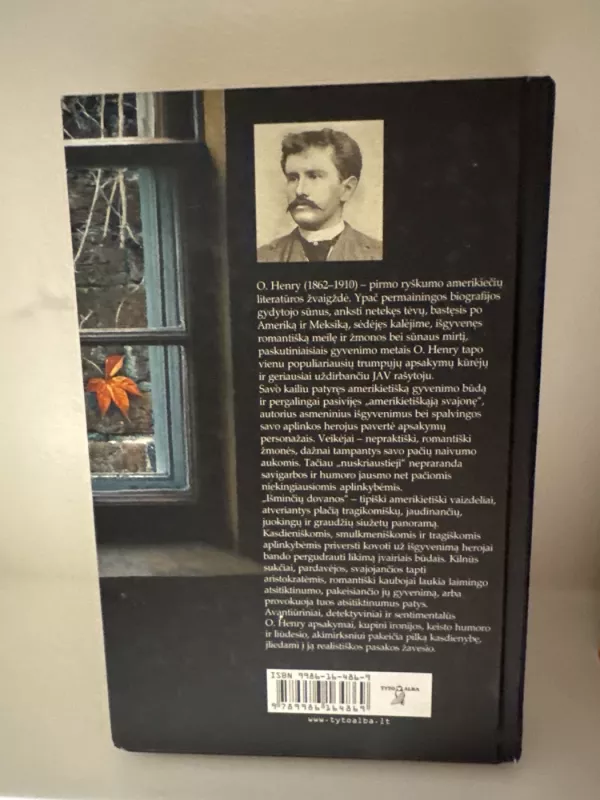 O. Henry (1862–1910) – pirmo ryškumo amerikiečių
literatūros žvaigždė. Ypač permainingos biografijos
gydytojo sūnus, anksti netekęs tėvų, bastęsis po
Ameriką ir Meksiką, sėdėjęs kalėjime, išgyvenęs
romantišką meilę ir žmonos bei sūnaus mirtį,
paskutiniaisiais gyvenimo metais O. Henry tapo
vienu populiariausių trumpųjų apsakymų kūrėjų
ir geriausiai uždirbančiu JAV rašytoju.
Savo kailiu patyręs amerikietišką gyvenimo būdą
ir pergalingai pasivijęs „amerikietiškąją svajonę“,
autorius asmeninius išgyvenimus bei spalvingos
savo aplinkos herojus pavertė apsakymų
personažais. Veikėjai – nepraktiški, romantiški
žmonės, dažnai tampantys savo pačių naivumo
aukomis. Tačiau „nuskriaustieji“ nepraranda
savigarbos ir humoro jausmo net pačiomis
niekingiausiomis aplinkybėmis.
„Išminčių dovanos“ – tipiški amerikietiški vaizdeliai,
atveriantys plačią tragikomiškų, jaudinančių,
juokingų ir graudžių siužetų panoramą.
Kasdieniškomis, smulkmeniškomis ir tragiškomis
aplinkybėmis priversti kovoti už išgyvenimą herojai
bando pergudrauti likimą įvairiais būdais. Kilnūs
sukčiai, pardavėjos, svajojančios tapti
aristokratėmis, romantiški kaubojai laukia laimingo
atsitiktinumo, pakeisiančio jų gyvenimą, arba
provokuoja tuos atsitiktinumus patys.
Avantiūriniai, detektyviniai ir sentimentalūs
O. Henry apsakymai, kupini ironijos, keisto humoro
ir liūdesio, akimirksniui pakeičia pilką kasdienybę,
įliedami į ją realistiškos pasakos žavesio.
ISBN 9986-16-486-9
9 789986 164869
TYTO ALBA
www.tytoalba.lt